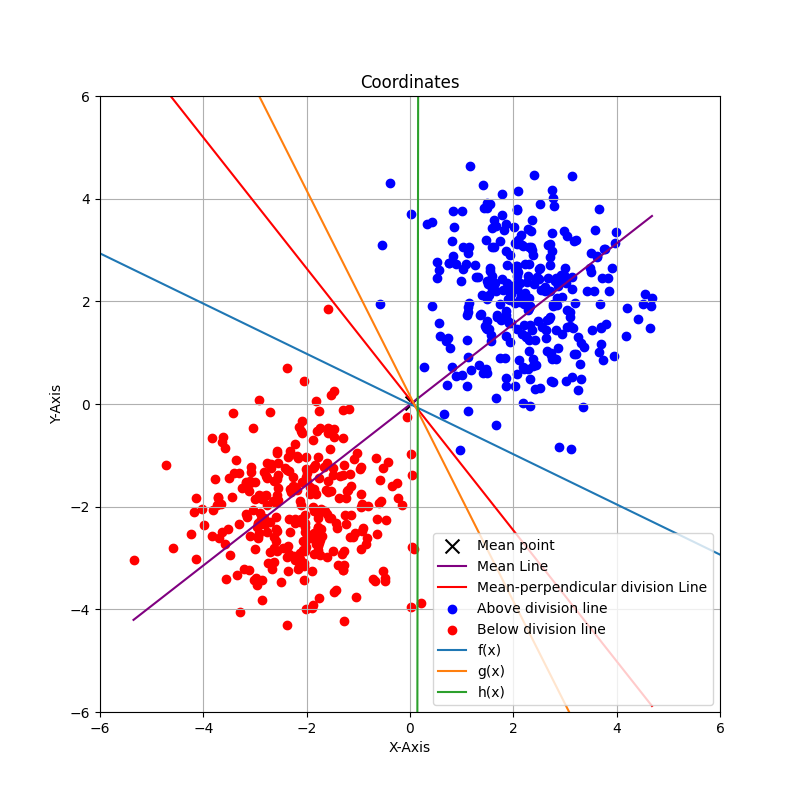 Coordinates
6
4
2
0
−2
−4
−6
Y-Axis
−6
−4
−2
0
2
4
6
X-Axis
Mean point
Mean Line
Mean-perpendicular division Line
Above division line
Below division line
f(x)
g(x)
h(x)